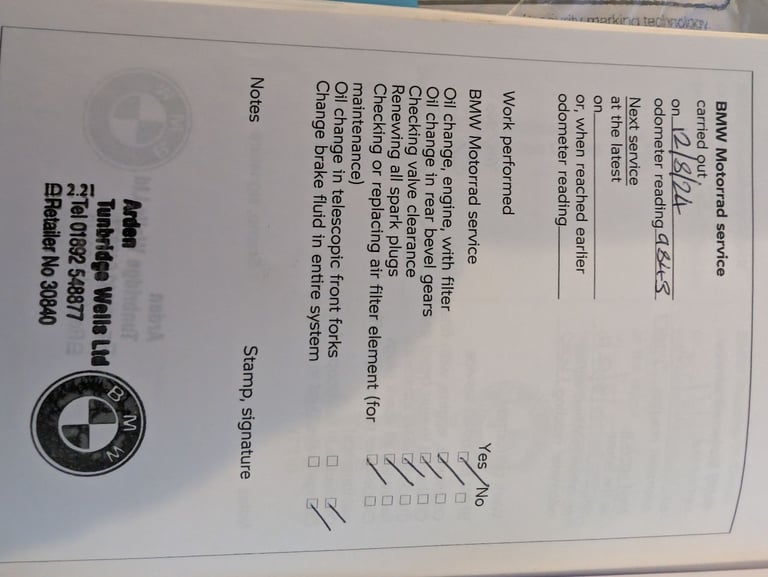 security marking technology
BMW Motorrad service
carried out
on 12/8/24
odometer reading 9843
Next service
at the latest
on
or, when reached earlier
odometer reading
Work performed
Yes No
BMW Motorrad service
Oil change, engine, with filter
Oil change in rear bevel gears
Checking valve clearance
Renewing all spark plugs
Checking or replacing air filter element (for
maintenance)
Oil change in telescopic front forks
Change brake fluid in entire system
Notes
Stamp, signature
Arden
Tunbridge Wells Ltd
Tel 01892 548877
Retailer No 30840
BMW